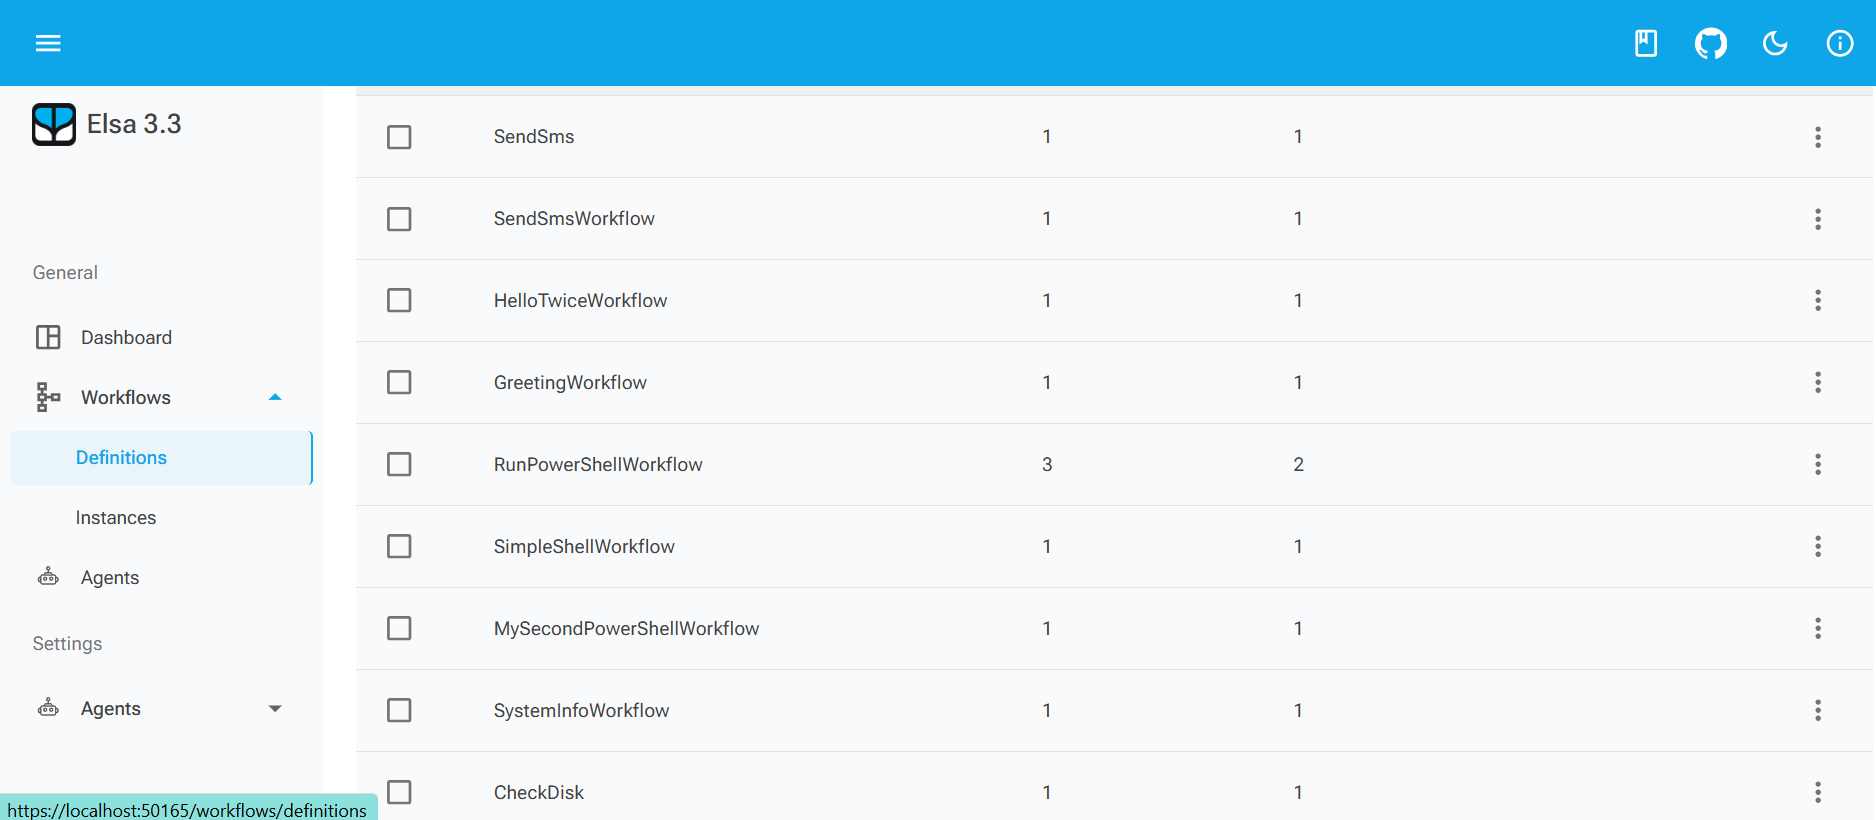 Elsa 3.3
General
Dashboard
Workflows
Definitions
Instances
Agents
Settings
Agents
SendSms 1 1
SendSmsWorkflow 1 1
HelloTwiceWorkflow 1 1
GreetingWorkflow 1 1
RunPowerShellWorkflow 3 2
SimpleShellWorkflow 1 1
MySecondPowerShellWorkflow 1 1
SystemInfoWorkflow 1 1
CheckDisk 1 1
https://localhost:50165/workflows/definitions